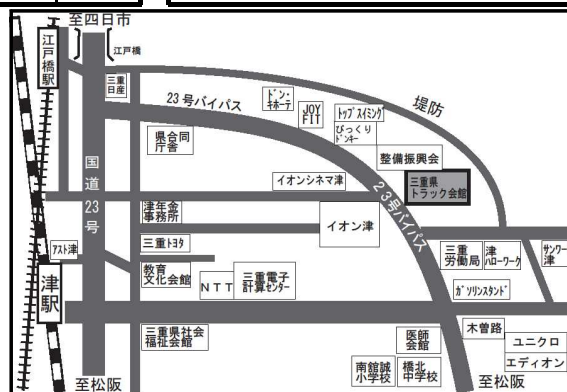 至四日市
江戸橋駅
江戸橋
三重
日産
23号バイパス
ドン・
キホーテ
JOY
FIT
トップスイミング
びっくり
ドンキー
堤防
県合同
庁舎
整備振興会
国道23号
イオンシネマ津
三重県
トラック会館
津年金
事務所
23号バイパス
イオン津
三重トヨタ
アスト津
三重
労働局
津
ハローワーク
サンワーク
津
教育
文化会館
NTT
三重電子
計算センター
津駅
ガソリンスタンド
三重県社会
福祉会館
医師
会館
木曽路
ユニクロ
エディオン
南舘誠
小学校
橋北
中学校
至松阪
至松阪